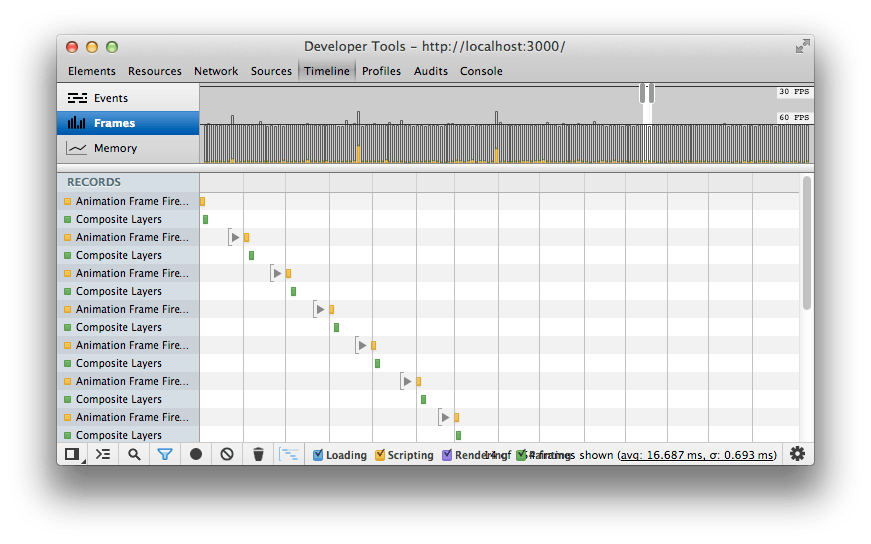 Developer Tools - http://localhost:3000/
Elements Resources Network Sources Timeline Profiles Audits Console
Events
Frames
Memory
30 FPS
60 FPS
RECORDS
Animation Frame Fire...
Composite Layers
Animation Frame Fire...
Composite Layers
Animation Frame Fire...
Composite Layers
Animation Frame Fire...
Composite Layers
Animation Frame Fire...
Composite Layers
Animation Frame Fire...
Composite Layers
Animation Frame Fire...
Composite Layers
Loading Scripting Rendering Painting frames shown (avg: 16.687 ms, σ: 0.693 ms)